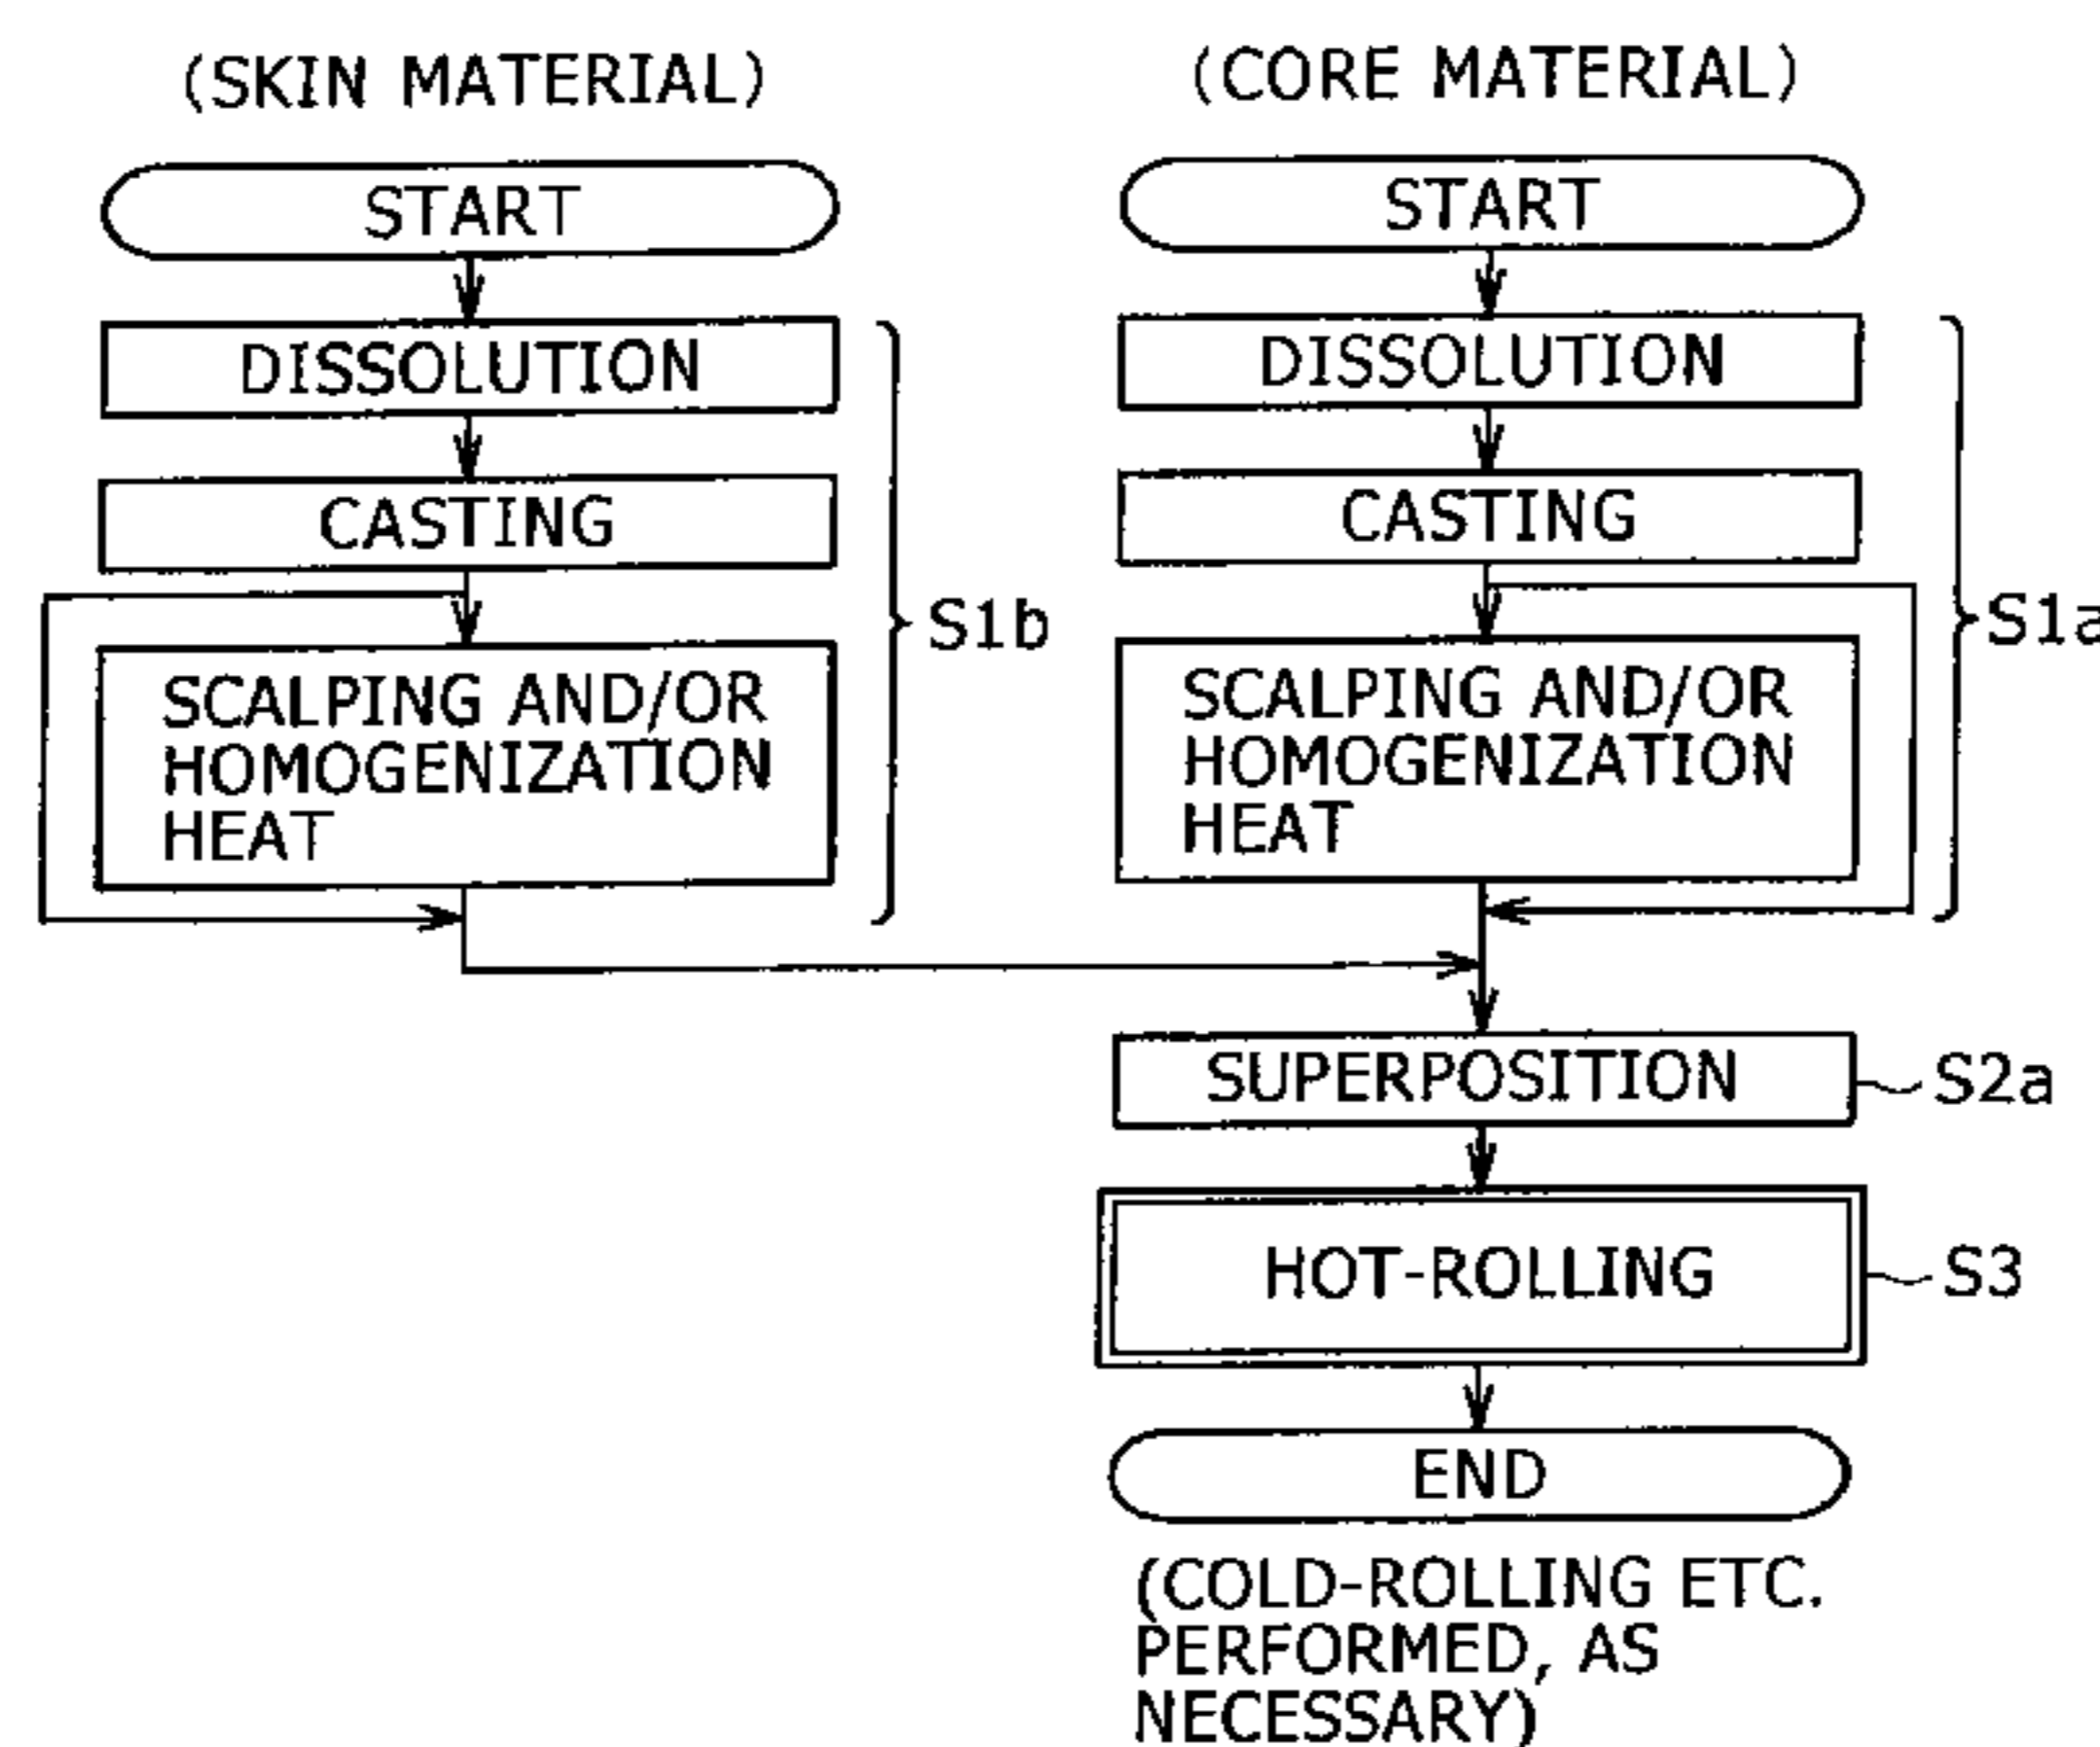 (SKIN MATERIAL)
START
DISSOLUTION
CASTING
SCALPING AND/OR
HOMOGENIZATION
HEAT
S1b
(CORE MATERIAL)
START
DISSOLUTION
CASTING
SCALPING AND/OR
HOMOGENIZATION
HEAT
S1a
SUPERPOSITION
S2a
HOT-ROLLING
S3
END
(COLD-ROLLING ETC.
PERFORMED, AS
NECESSARY)